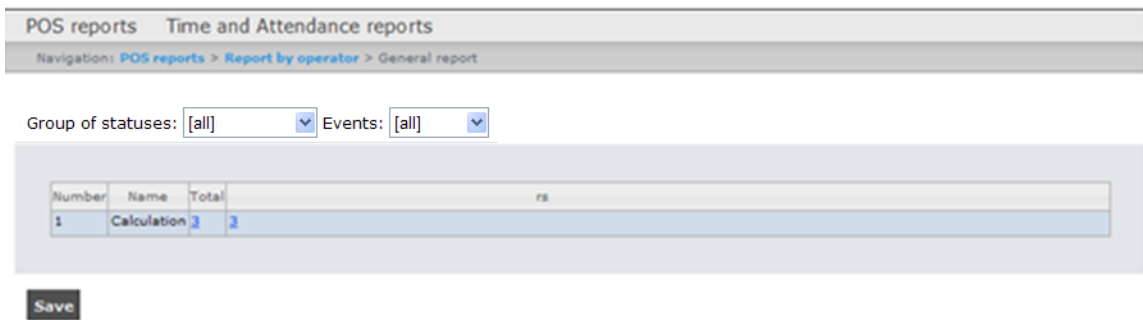 POS reports Time and Attendance reports
Navigation: POS reports > Report by operator > General report
Group of statuses: [all] Events: [all]
Number Name Total rs
1 Calculation 3 3
Save